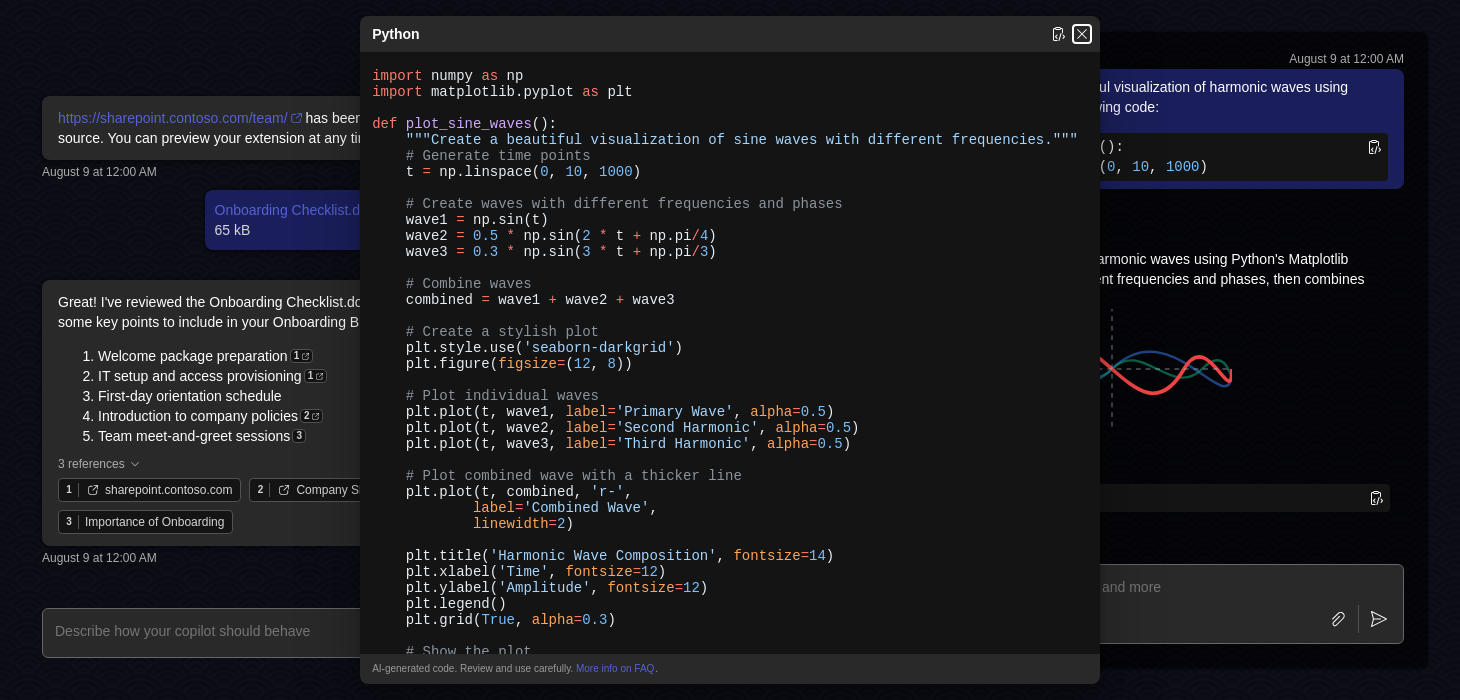 https://sharepoint.contoso.com/team/ has been
source. You can preview your extension at any
August 9 at 12:00 AM
Onboarding
65 kB
Great! I've reviewed the Onboarding
some key points to include in your Onboarding
1. Welcome package preparation 1
2. IT setup and access provisioning 1
3. First-day orientation schedule
4. Introduction to company policies 2
5. Team meet-and-greet sessions 3
3 references
1 sharepoint.contoso.com
2 Company
3 Importance of Onboarding
August 9 at 12:00 AM
Describe how your copilot should behave
Python
import numpy as np
import matplotlib.pyplot as plt
def plot_sine_waves():
"""Create a beautiful visualization of sine waves with different frequencies."""
# Generate time points
t = np.linspace(0, 10, 1000)
# Create waves with different frequencies and phases
wave1 = np.sin(t)
wave2 = 0.5 * np.sin(2 * t + np.pi/4)
wave3 = 0.3 * np.sin(3 * t + np.pi/3)
# Combine waves
combined = wave1 + wave2 + wave3
# Create a stylish plot
plt.style.use('seaborn-darkgrid')
plt.figure(figsize=(12, 8))
# Plot individual waves
plt.plot(t, wave1, label='Primary Wave', alpha=0.5)
plt.plot(t, wave2, label='Second Harmonic', alpha=0.5)
plt.plot(t, wave3, label='Third Harmonic', alpha=0.5)
# Plot combined wave with a thicker line
plt.plot(t, combined, 'r-',
label='Combined Wave',
linewidth=2)
plt.title('Harmonic Wave Composition', fontsize=14)
plt.xlabel('Time', fontsize=12)
plt.ylabel('Amplitude', fontsize=12)
plt.legend()
plt.grid(True, alpha=0.3)
# Show the plot
AI-generated code. Review and use carefully. More info on FAQ.
August 9 at 12:00 AM
visualization of harmonic waves using
code:
():
(0, 10, 1000)
waves using Python's Matplotlib
frequencies and phases, then combines
and more